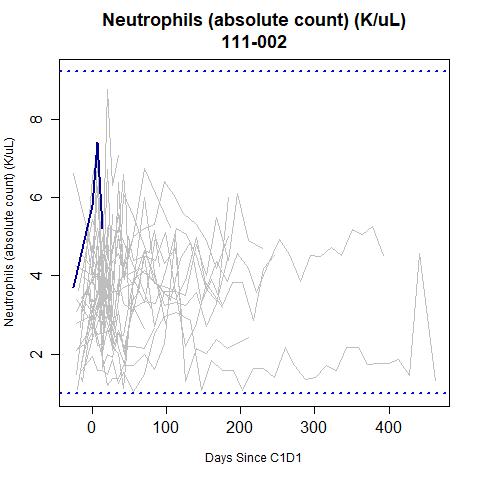 Neutrophils (absolute count) (K/uL)
111-002
Neutrophils (absolute count) (K/uL)
8
6
4
2
0 100 200 300 400
Days Since C1D1